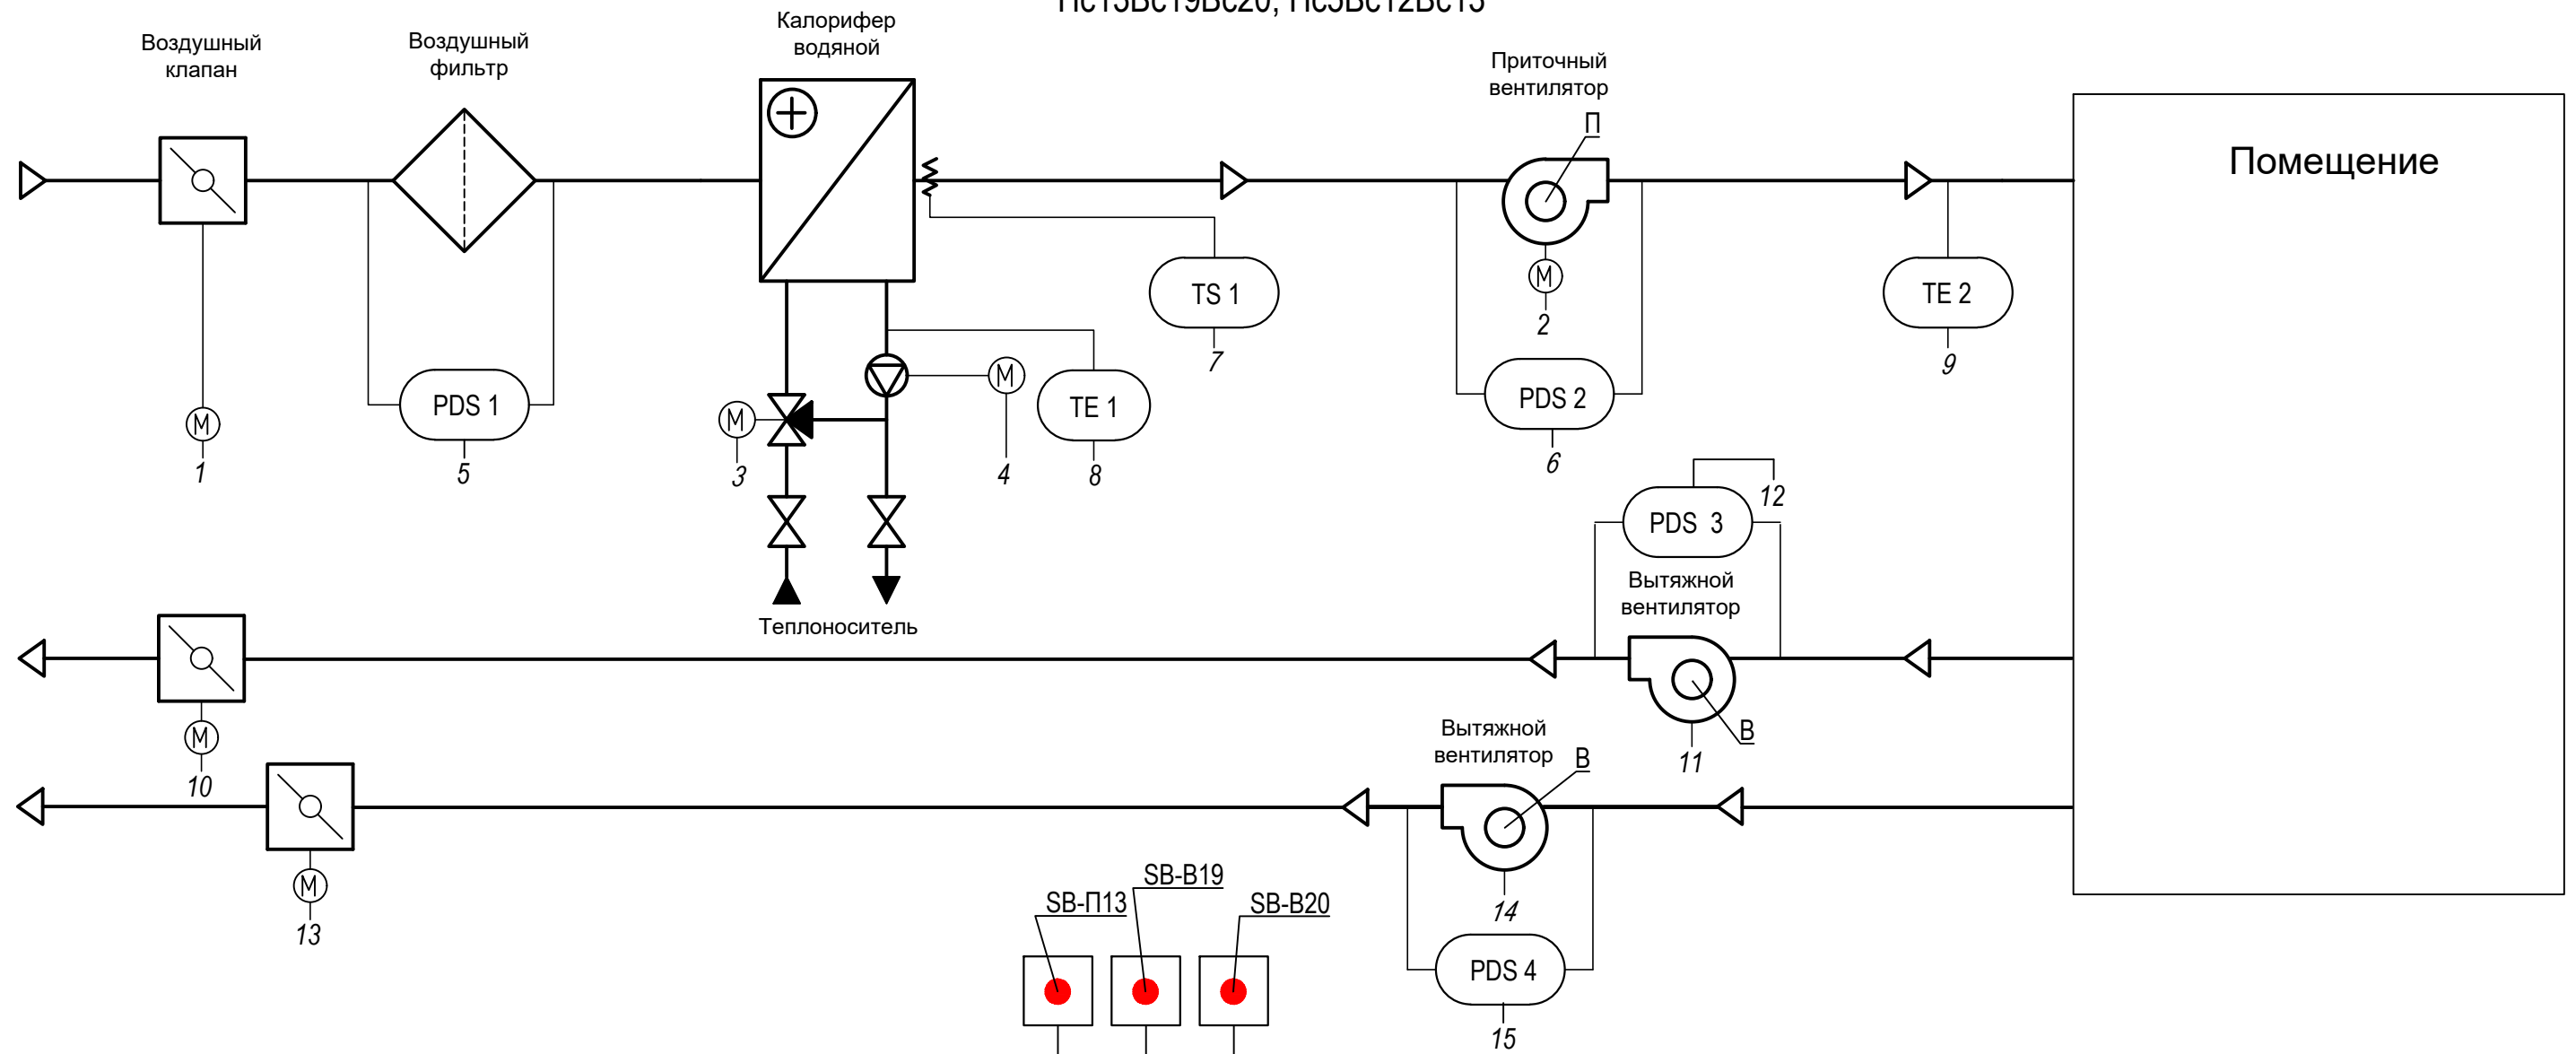 Калорифер
водяной
Воздушный
клапан
Воздушный
фильтр
Приточный
вентилятор
П
Помещение
TS 1
7
М
2
TE 2
9
PDS 1
5
М
1
М
3
М
4
TE 1
8
PDS 2
6
12
PDS 3
Вытяжной
вентилятор
В
11
Теплоноситель
М
10
Вытяжной
вентилятор
В
14
М
13
SB-П13
SB-В19
SB-В20
PDS 4
15